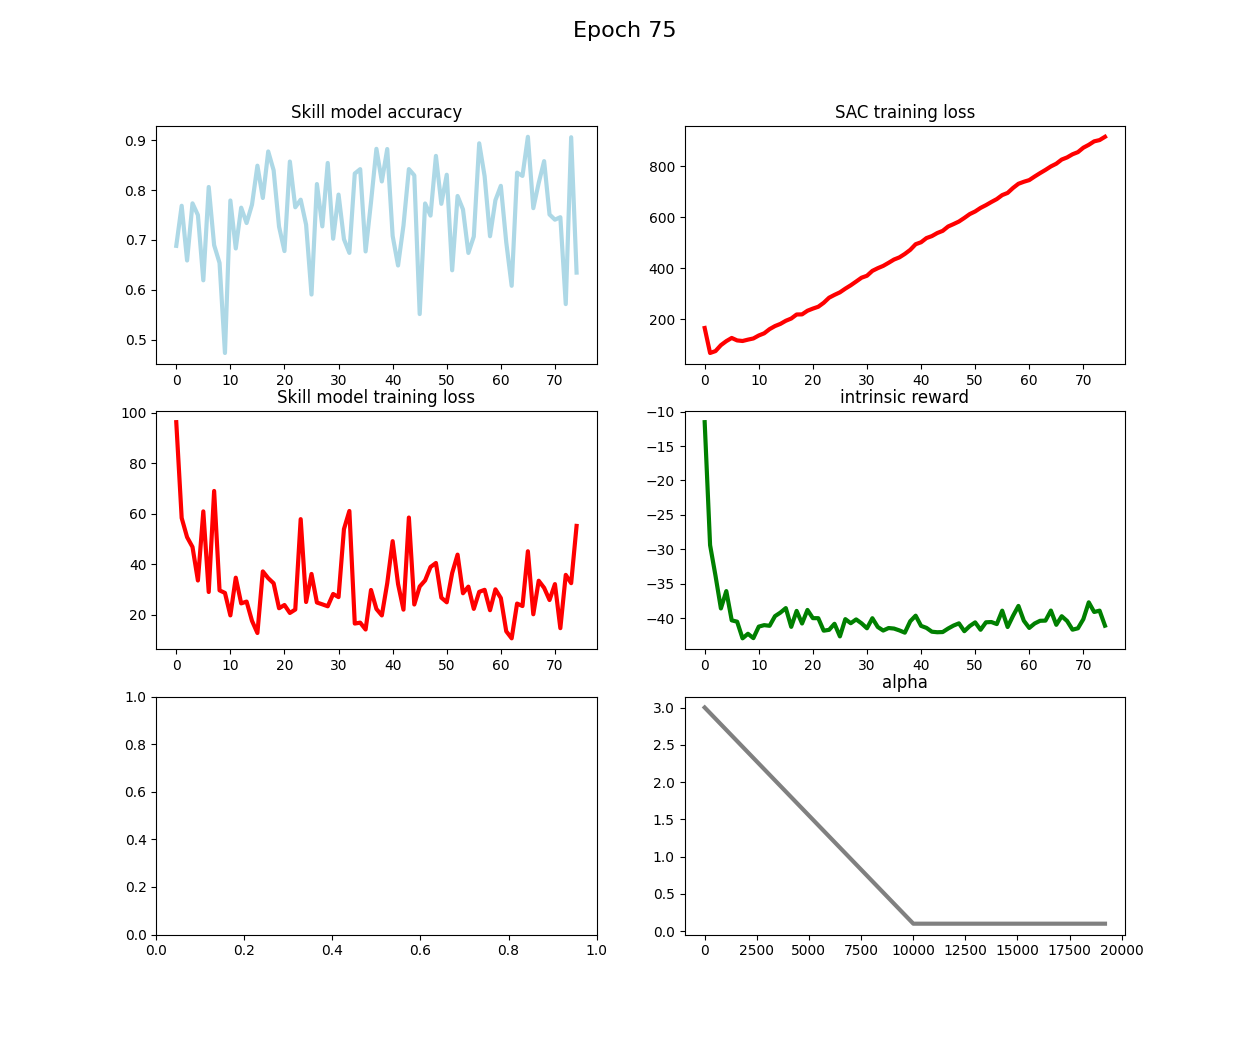 Epoch 75
Skill model accuracy
0.9
0.8
0.7
0.6
0.5
0 10 20 30 40 50 60 70
SAC training loss
800
600
400
200
0 10 20 30 40 50 60 70
Skill model training loss
100
80
60
40
20
0 10 20 30 40 50 60 70
intrinsic reward
−10
−15
−20
−25
−30
−35
−40
0 10 20 30 40 50 60 70
1.0
0.8
0.6
0.4
0.2
0.0
0.0 0.2 0.4 0.6 0.8 1.0
alpha
3.0
2.5
2.0
1.5
1.0
0.5
0.0
0 2500 5000 7500 10000 12500 15000 17500 20000